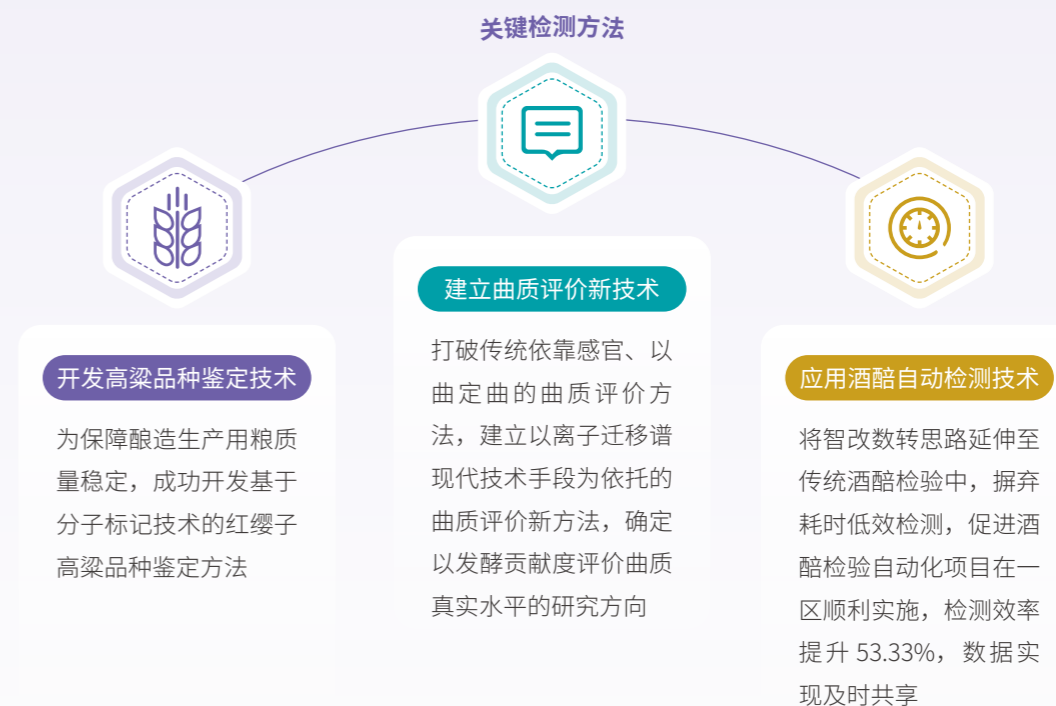 关键检测方法
开发高粱品种鉴定技术
为保障酿造生产用粮质
量稳定，成功开发基于
分子标记技术的红缨子
高粱品种鉴定方法
建立曲质评价新技术
打破传统依靠感官、以
曲定曲的曲质评价方
法，建立以离子迁移谱
现代技术手段为依托的
曲质评价新方法，确定
以发酵贡献度评价曲质
真实水平的研究方向
应用酒醅自动检测技术
将智改数转思路延伸至
传统酒醅检验中，摒弃
耗时低效检测，促进酒
醅检验自动化项目在一
区顺利实施，检测效率
提升 53.33%，数据实
现及时共享